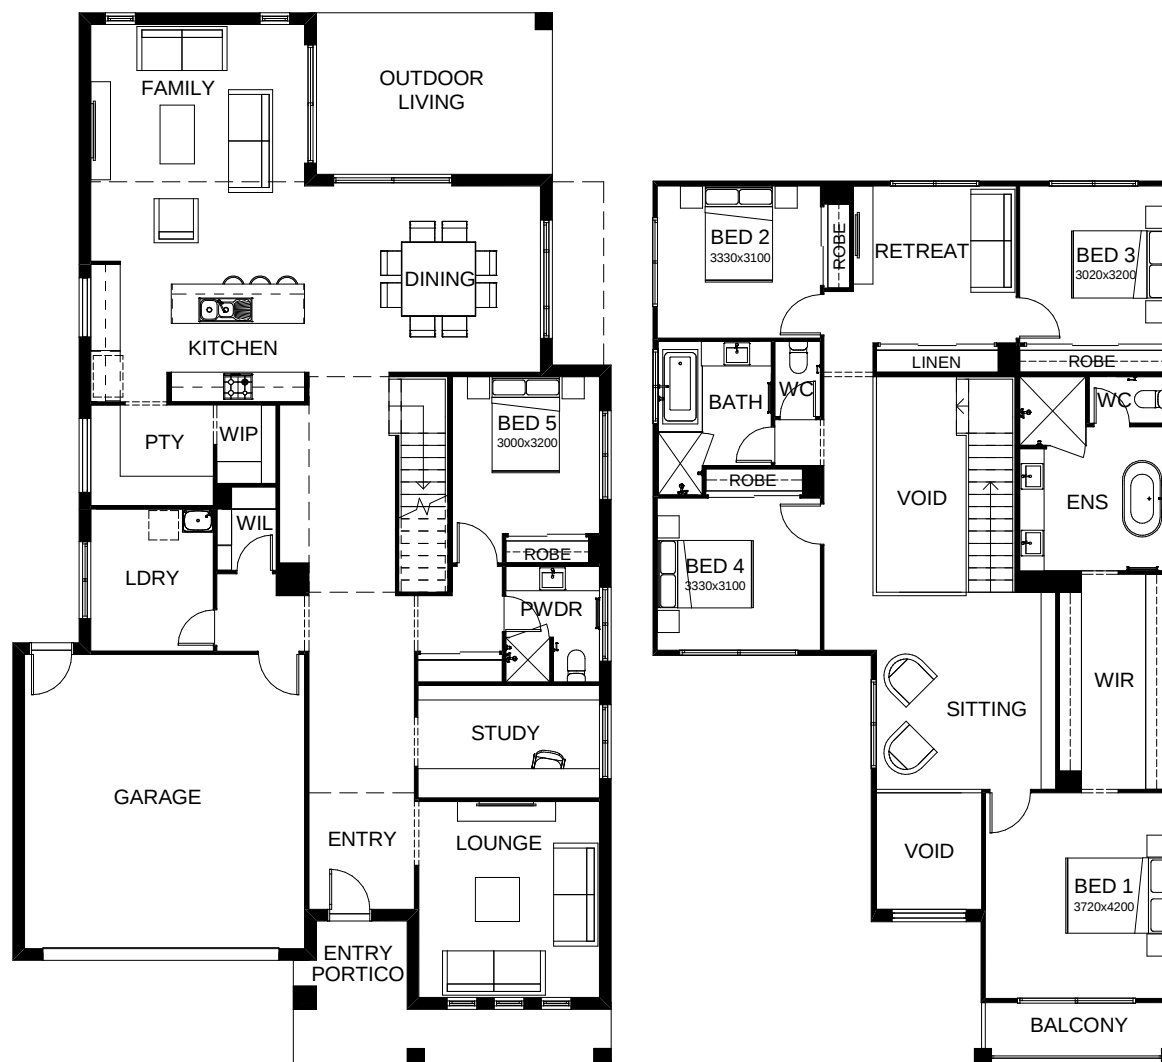 FAMILY
OUTDOOR
LIVING
DINING
KITCHEN
PTY
WIP
BED 5
3000x3200
WIL
LDRY
ROBE
PWDR
STUDY
GARAGE
ENTRY
LOUNGE
ENTRY
PORTICO
BED 2
3330x3100
ROBE
RETREAT
BED 3
3020x3200
LINEN
ROBE
BATH
WC
WC
ROBE
VOID
ENS
BED 4
3330x3100
WIR
SITTING
VOID
BED 1
3720x4200
BALCONY